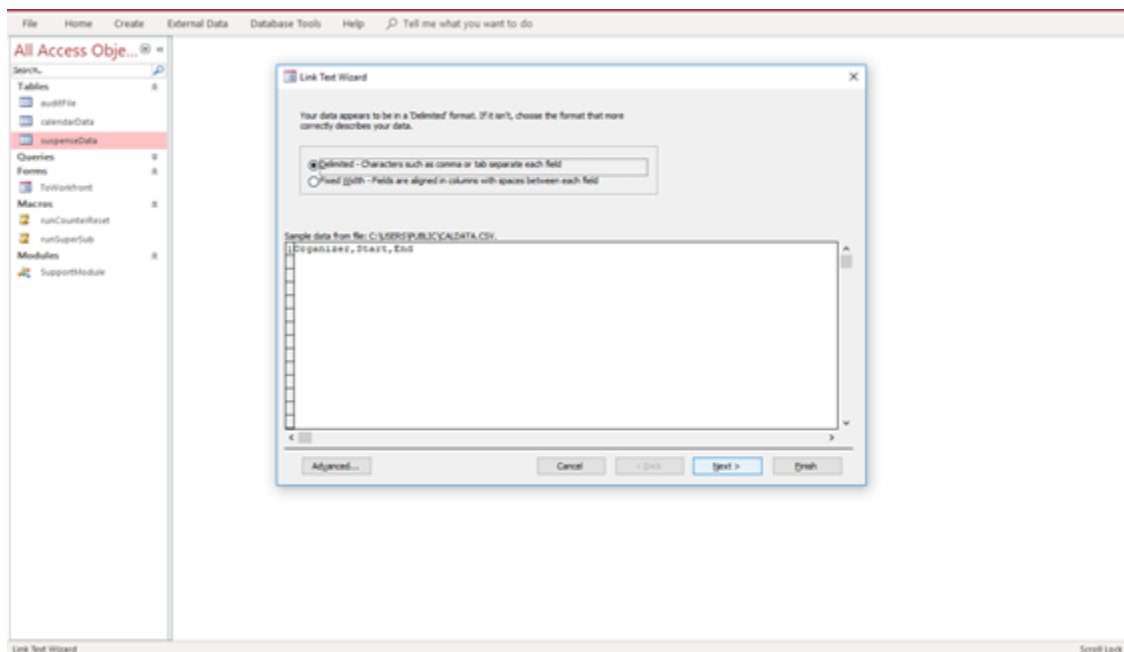 File Home Create External Data Database Tools Help Tell me what you want to do
All Access Obje...
Search...
Tables
auditFile
calendarData
suspenseData
Queries
Forms
ToWorkfront
Macros
runCounterReset
runSuperSub
Modules
SupportModule
Link Text Wizard
Your data appears to be in a 'Delimited' format. If it isn't, choose the format that more
correctly describes your data.
Delimited - Characters such as comma or tab separate each field
Fixed Width - Fields are aligned in columns with spaces between each field
Sample data from file: C:\USERS\PUBLIC\CALDATA.CSV.
1 Organizer,Start,End
Advanced...
Cancel
< Back
Next >
Finish
Link Text Wizard
Scroll Lock